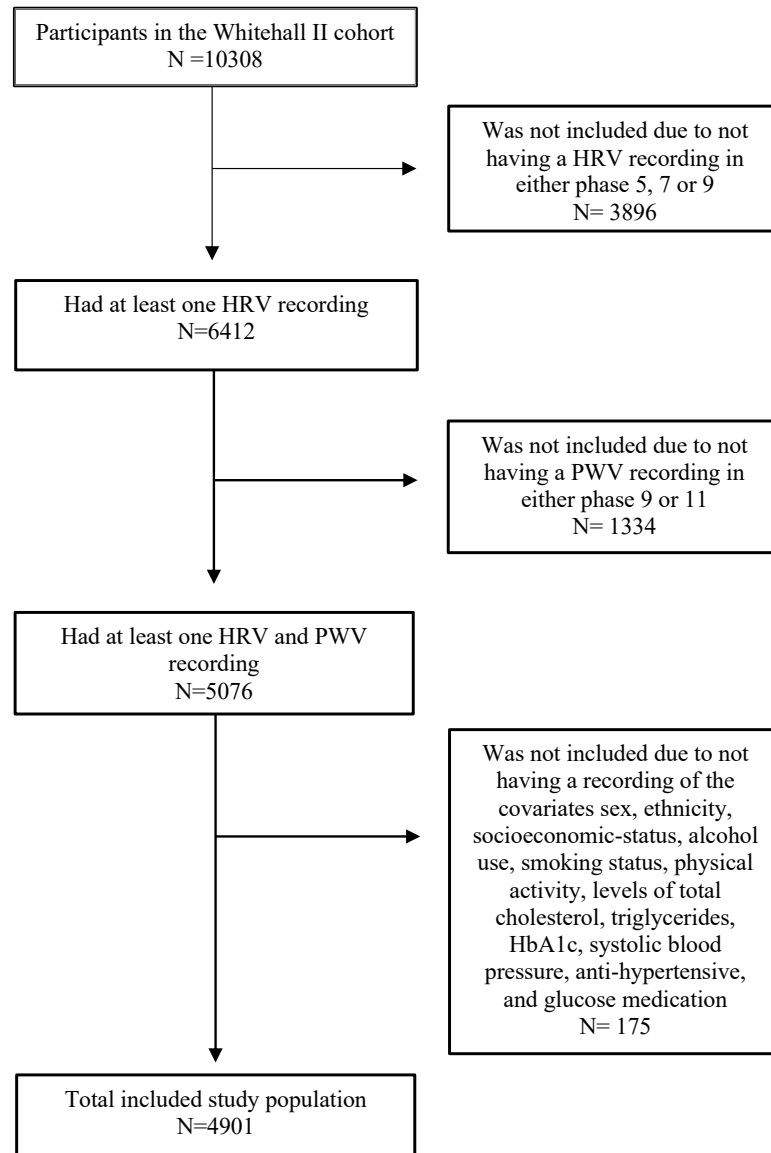 Participants in the Whitehall II cohort
N =10308
Was not included due to not
having a HRV recording in
either phase 5, 7 or 9
N= 3896
Had at least one HRV recording
N=6412
Was not included due to not
having a PWV recording in
either phase 9 or 11
N= 1334
Had at least one HRV and PWV
recording
N=5076
Was not included due to not
having a recording of the
covariates sex, ethnicity,
socioeconomic-status, alcohol
use, smoking status, physical
activity, levels of total
cholesterol, triglycerides,
HbA1c, systolic blood
pressure, anti-hypertensive,
and glucose medication
N= 175
Total included study population
N=4901